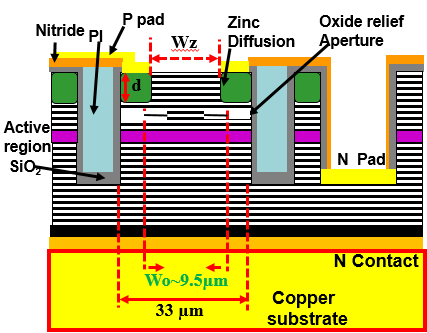 Nitride
PI
P pad
Wz
Zinc
Diffusion
Oxide relief
Aperture
d
Active
region
SiO2
N Pad
N Contact
Wo~9.5µm
33 µm
Copper
substrate